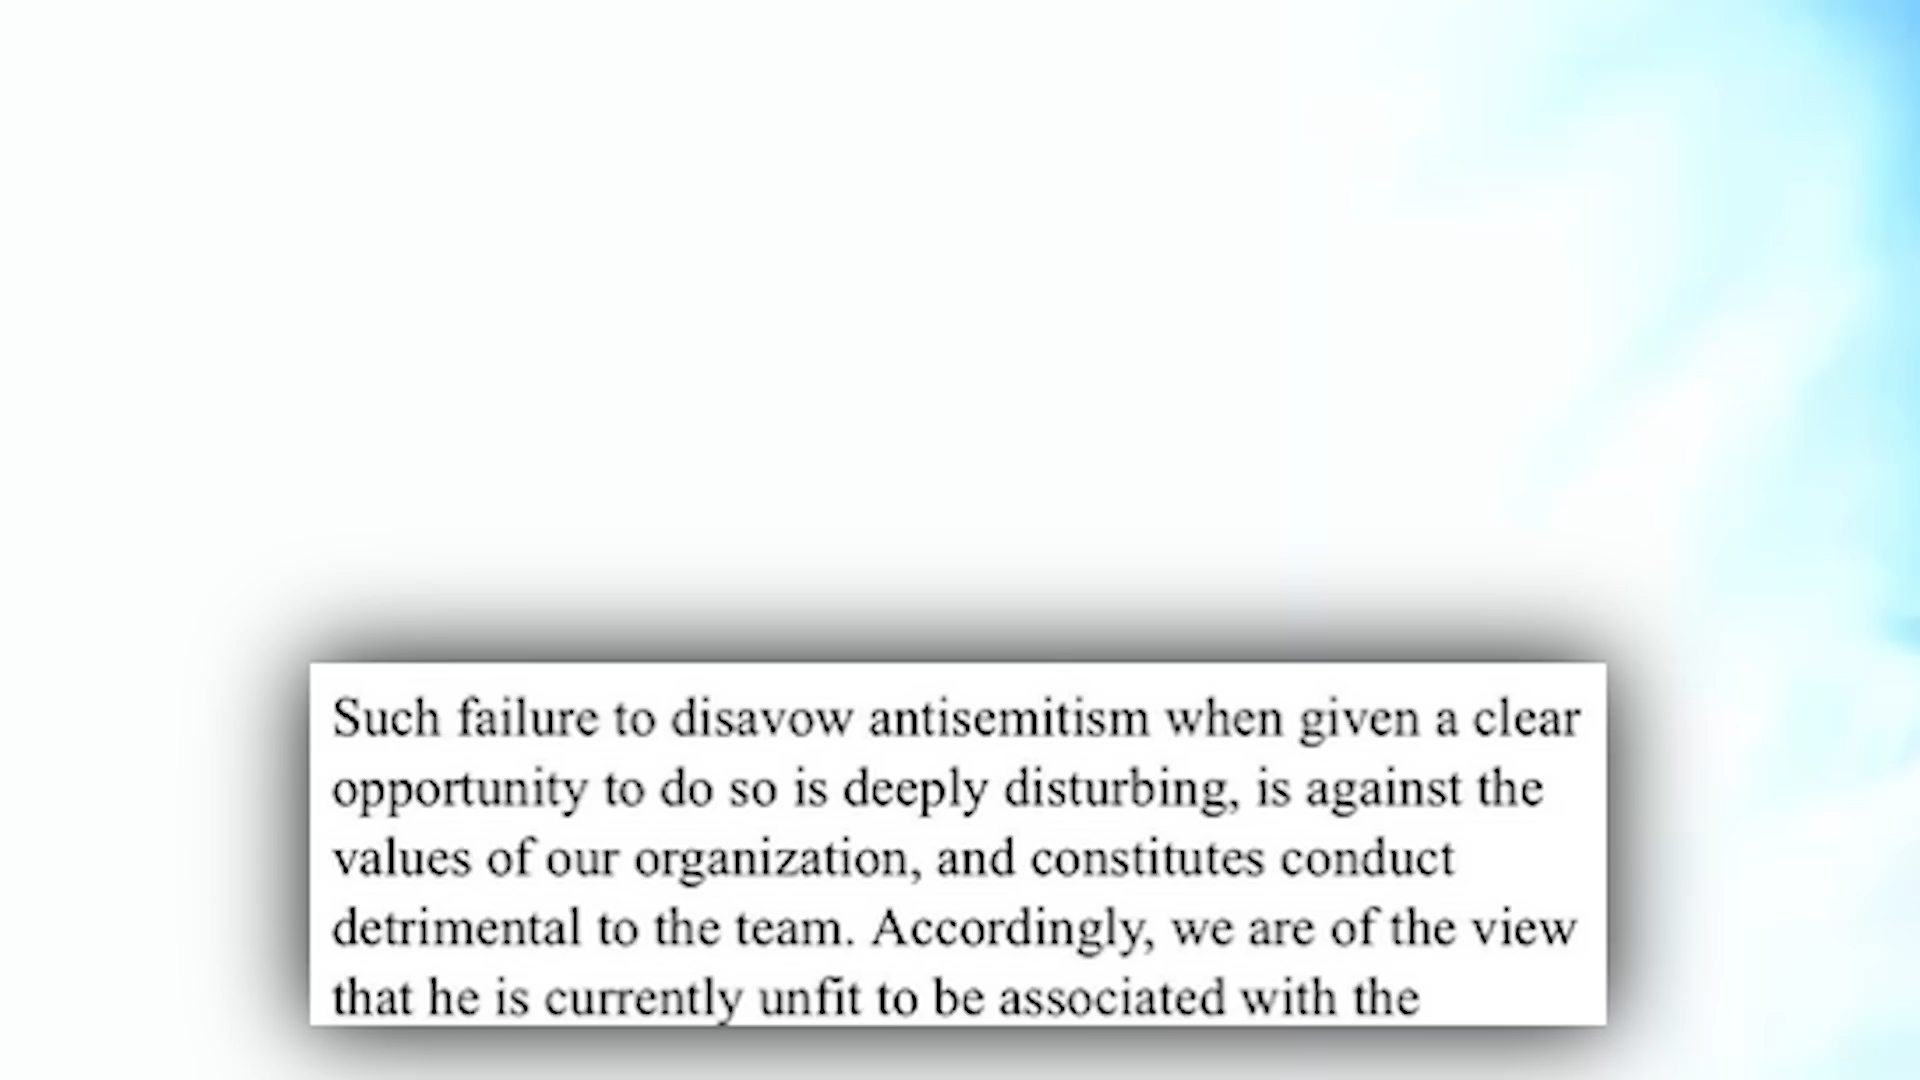 Such failure to disavow antisemitism when given a clear
opportunity to do so is deeply disturbing, is against the
values of our organization, and constitutes conduct
detrimental to the team. Accordingly, we are of the view
that he is currently unfit to be associated with the